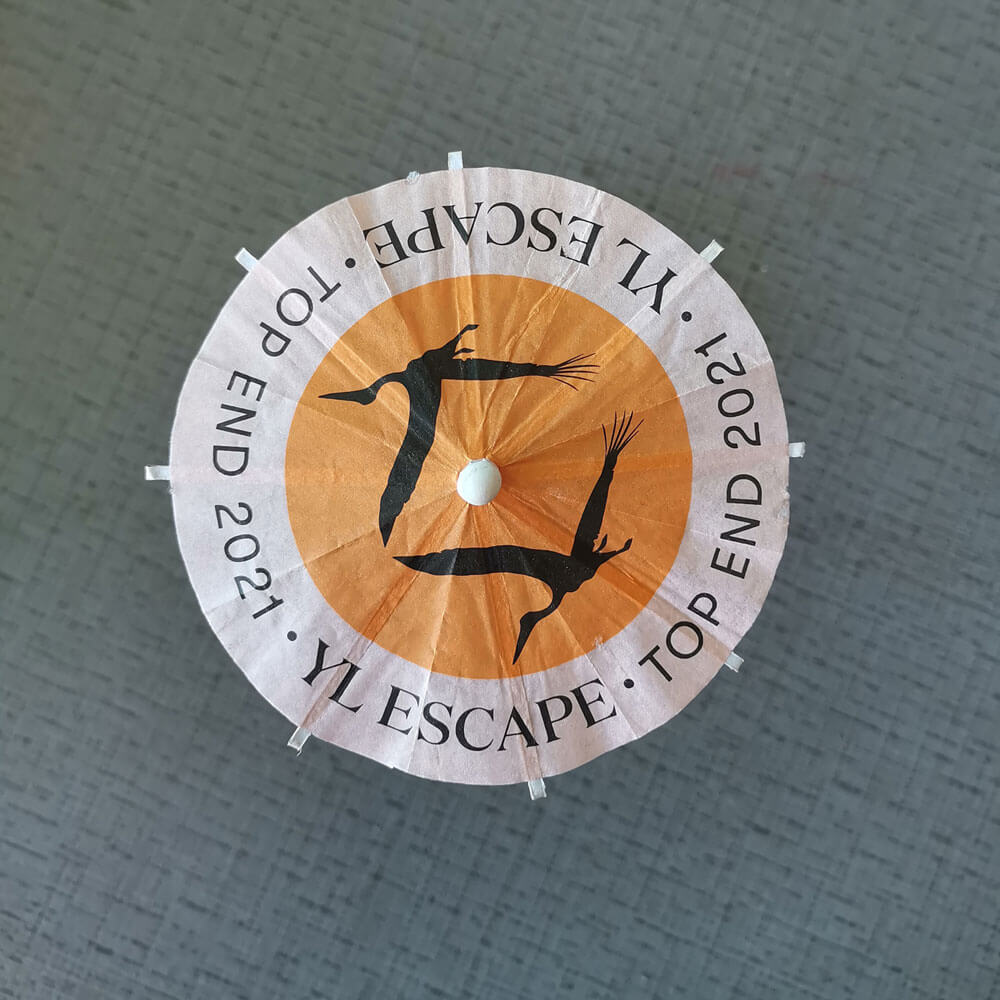 YL ESCAPE • TOP END 2021 • YL ESCAPE • TOP END 2021 •